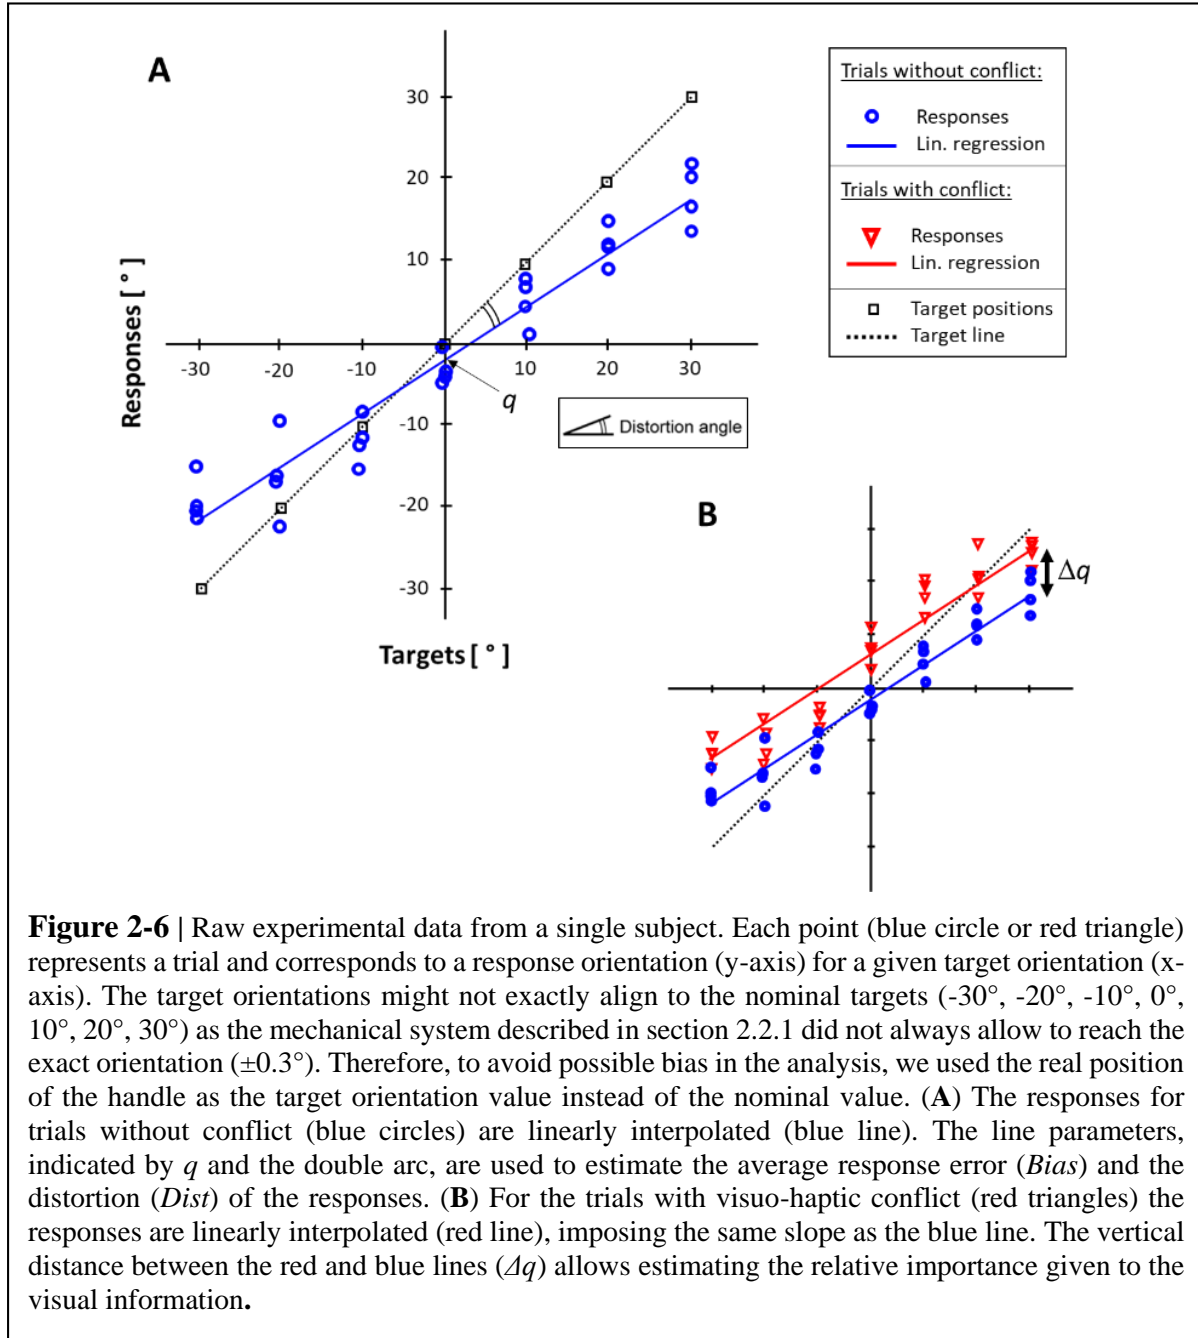 A
30
20
10
-30
-20
-10
10
20
30
-10
-20
-30
Responses [ ° ]
Targets [ ° ]
q
Distortion angle
Trials without conflict:
Responses
Lin. regression
Trials with conflict:
Responses
Lin. regression
Target positions
Target line
B
Δq
Figure 2-6 | Raw experimental data from a single subject. Each point (blue circle or red triangle)
represents a trial and corresponds to a response orientation (y-axis) for a given target orientation (x-
axis). The target orientations might not exactly align to the nominal targets (-30°, -20°, -10°, 0°,
10°, 20°, 30°) as the mechanical system described in section 2.2.1 did not always allow to reach the
exact orientation (±0.3°). Therefore, to avoid possible bias in the analysis, we used the real position
of the handle as the target orientation value instead of the nominal value. (A) The responses for
trials without conflict (blue circles) are linearly interpolated (blue line). The line parameters,
indicated by q and the double arc, are used to estimate the average response error (Bias) and the
distortion (Dist) of the responses. (B) For the trials with visuo-haptic conflict (red triangles) the
responses are linearly interpolated (red line), imposing the same slope as the blue line. The vertical
distance between the red and blue lines (Δq) allows estimating the relative importance given to the
visual information.